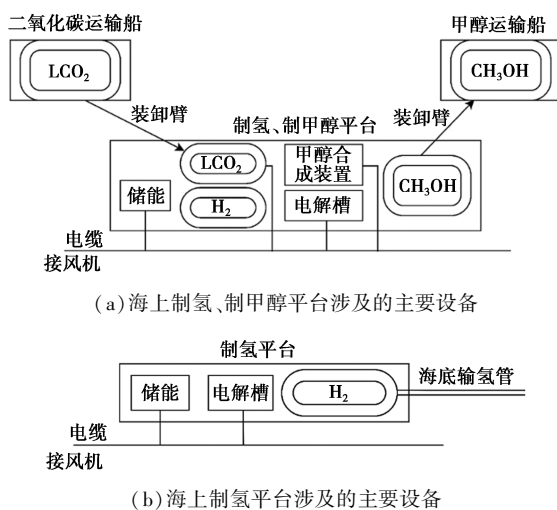 二氧化碳运输船
甲醇运输船
LCO₂
CH₃OH
装卸臂
装卸臂
制氢、制甲醇平台
LCO₂
甲醇合
成装置
CH₃OH
储能
H₂
电解槽
电缆
接风机
(a)海上制氢、制甲醇平台涉及的主要设备
制氢平台
储能
电解槽
H₂
海底输氢管
电缆
接风机
(b)海上制氢平台涉及的主要设备